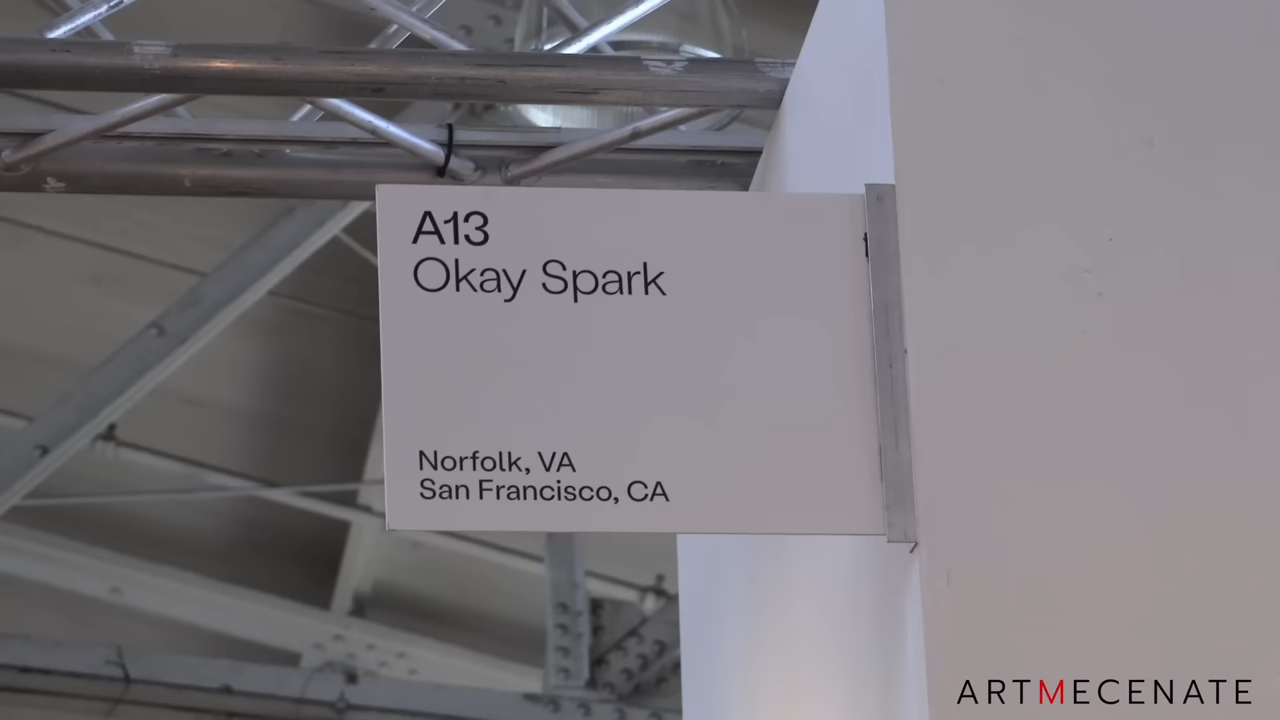 A13
Okay Spark
Norfolk, VA
San Francisco, CA
ARTMECENATE